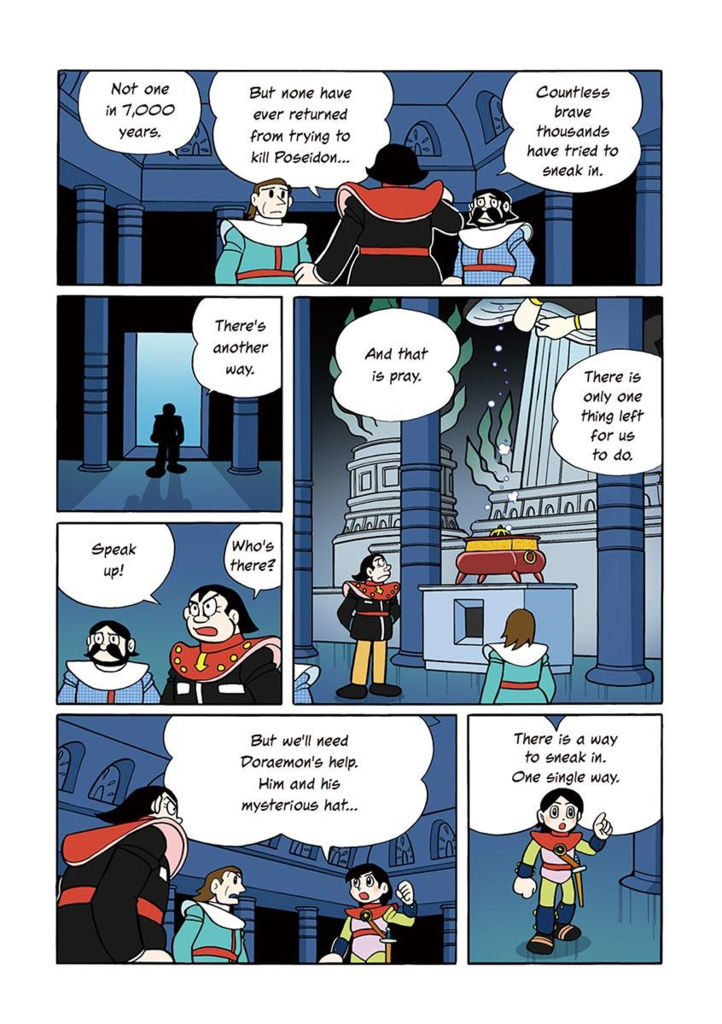 Countless
brave
thousands
have tried to
sneak in.
But none have
ever returned
from trying to
kill Poseidon...
Not one
in 7,000
years.
There is
only one
thing left
for us
to do.
And that
is pray.
There's
another
way.
Who's
there?
Speak
up!
There is a way
to sneak in.
One single way.
But we'll need
Doraemon's help.
Him and his
mysterious hat...